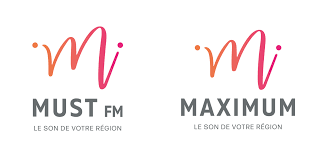 MUST FM
LE SON DE VOTRE RÉGION
MAXIMUM
LE SON DE VOTRE RÉGION